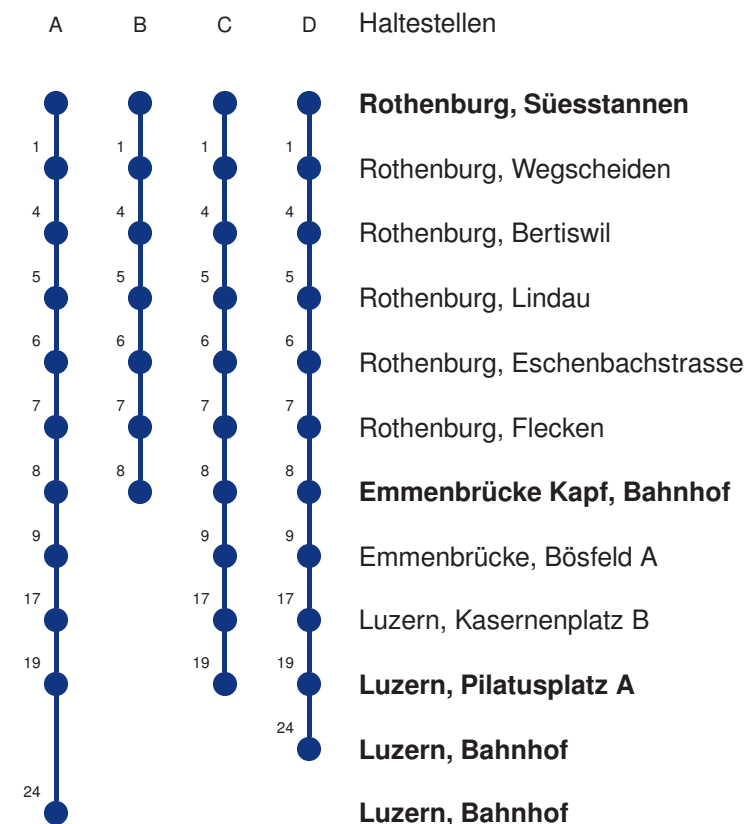 A B C D Haltestellen
Rothenburg, Süesstannen
1 1 1 1 Rothenburg, Wegscheiden
4 4 4 4 Rothenburg, Bertiswil
5 5 5 5 Rothenburg, Lindau
6 6 6 6 Rothenburg, Eschenbachstrasse
7 7 7 7 Rothenburg, Flecken
8 8 8 8 Emmenbrücke Kapf, Bahnhof
9 9 9 Emmenbrücke, Bösfeld A
17 17 17 Luzern, Kasernenplatz B
19 19 19 Luzern, Pilatusplatz A
24 Luzern, Bahnhof
24 Luzern, Bahnhof